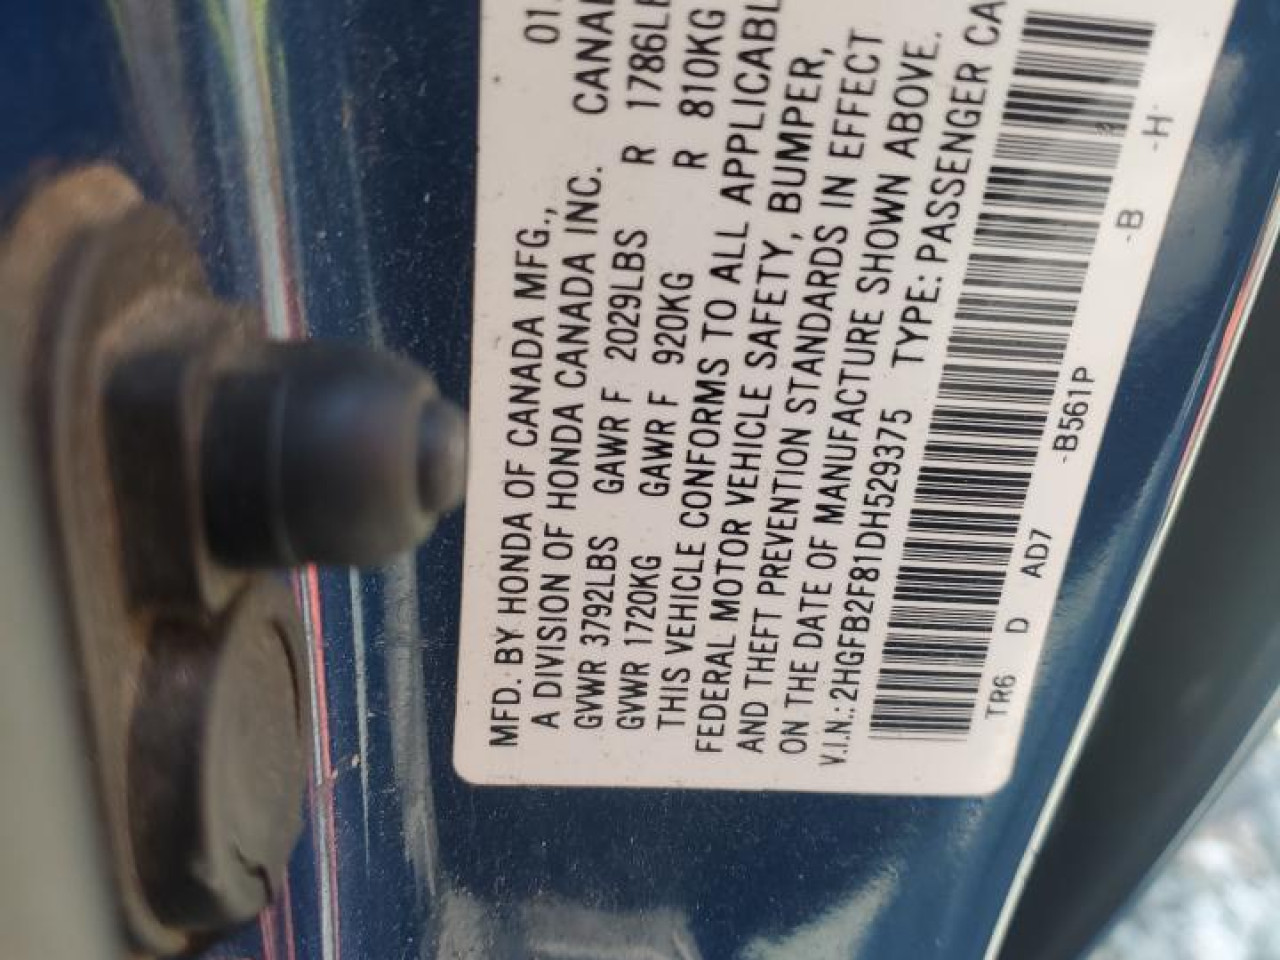 MFD. BY HONDA OF CANADA MFG., 01
A DIVISION OF HONDA CANADA INC. CANAD
GVWR 3792LBS GAWR F 2029LBS R 1786LB
GVWR 1720KG GAWR F 920KG R 810KG
THIS VEHICLE CONFORMS TO ALL APPLICABL
FEDERAL MOTOR VEHICLE SAFETY, BUMPER,
AND THEFT PREVENTION STANDARDS IN EFFECT
ON THE DATE OF MANUFACTURE SHOWN ABOVE.
V.I.N.: 2HGFB2F81DH529375 TYPE: PASSENGER CA
TR6 D AD7 -B561P -B -H-